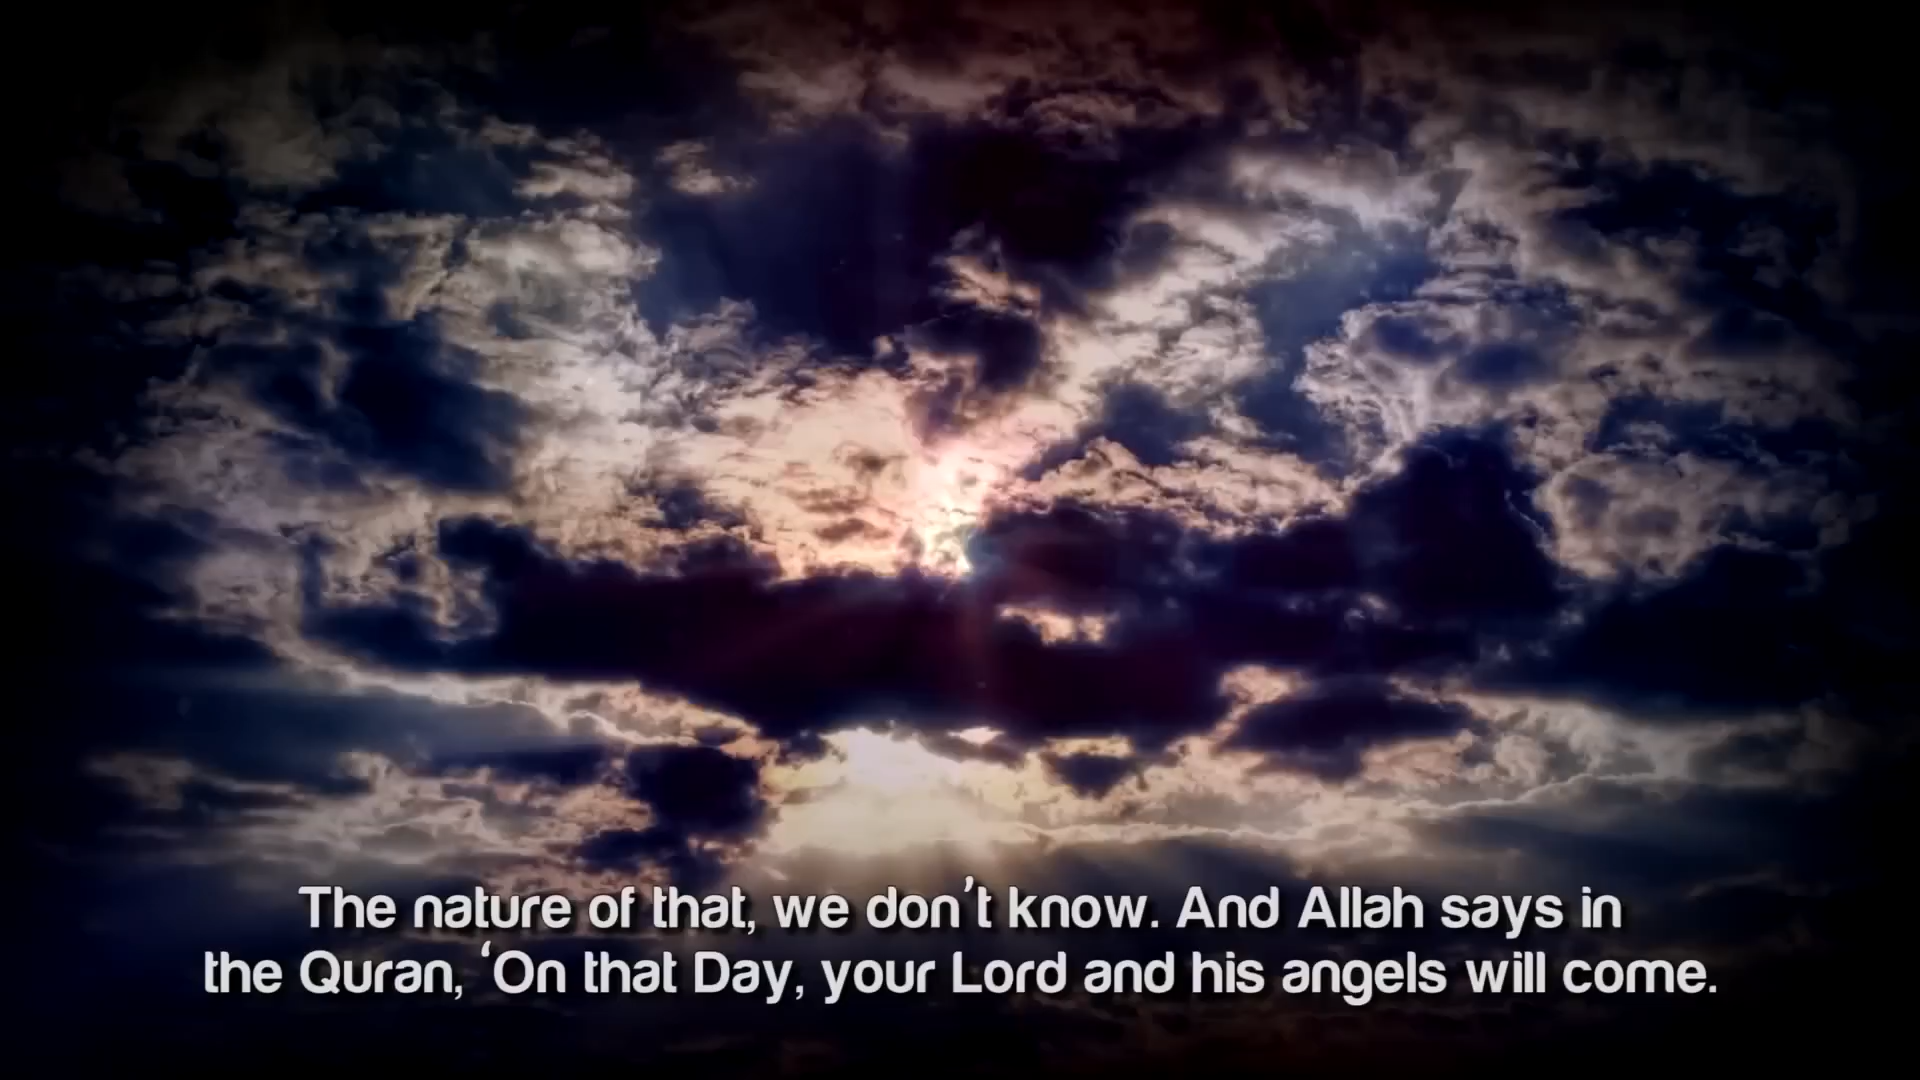 The nature of that, we don't know. And Allah says in
the Quran, ‘On that Day, your Lord and his angels will come.